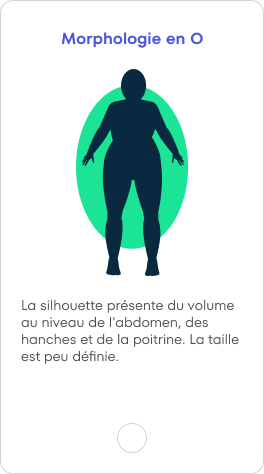 Morphologie en O
La silhouette présente du volume
au niveau de l'abdomen, des
hanches et de la poitrine. La taille
est peu définie.